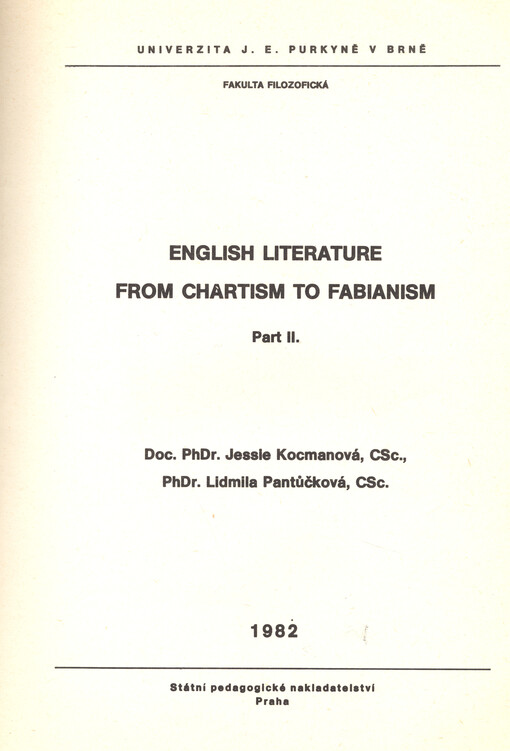 UNIVERZITA J. E. PURKYNĚ V BRNĚ
FAKULTA FILOZOFICKÁ
ENGLISH LITERATURE
FROM CHARTISM TO FABIANISM
Part II.
Doc. PhDr. Jessie Kocmanová, CSc.,
PhDr. Lidmila Pantůčková, CSc.
1982
Státní pedagogické nakladatelství
Praha